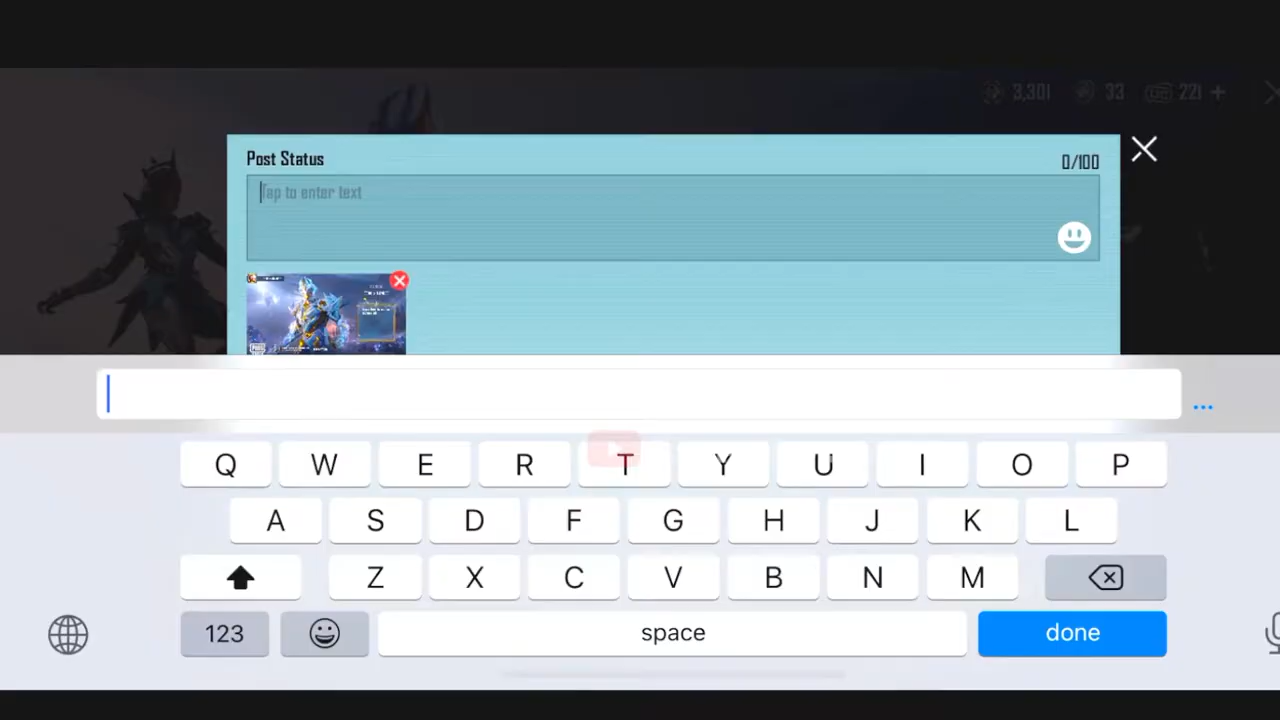 3,301 33 221 +
Post Status
0/100
Tap to enter text
Q W E R T Y U I O P
A S D F G H J K L
Z X C V B N M
123 space done